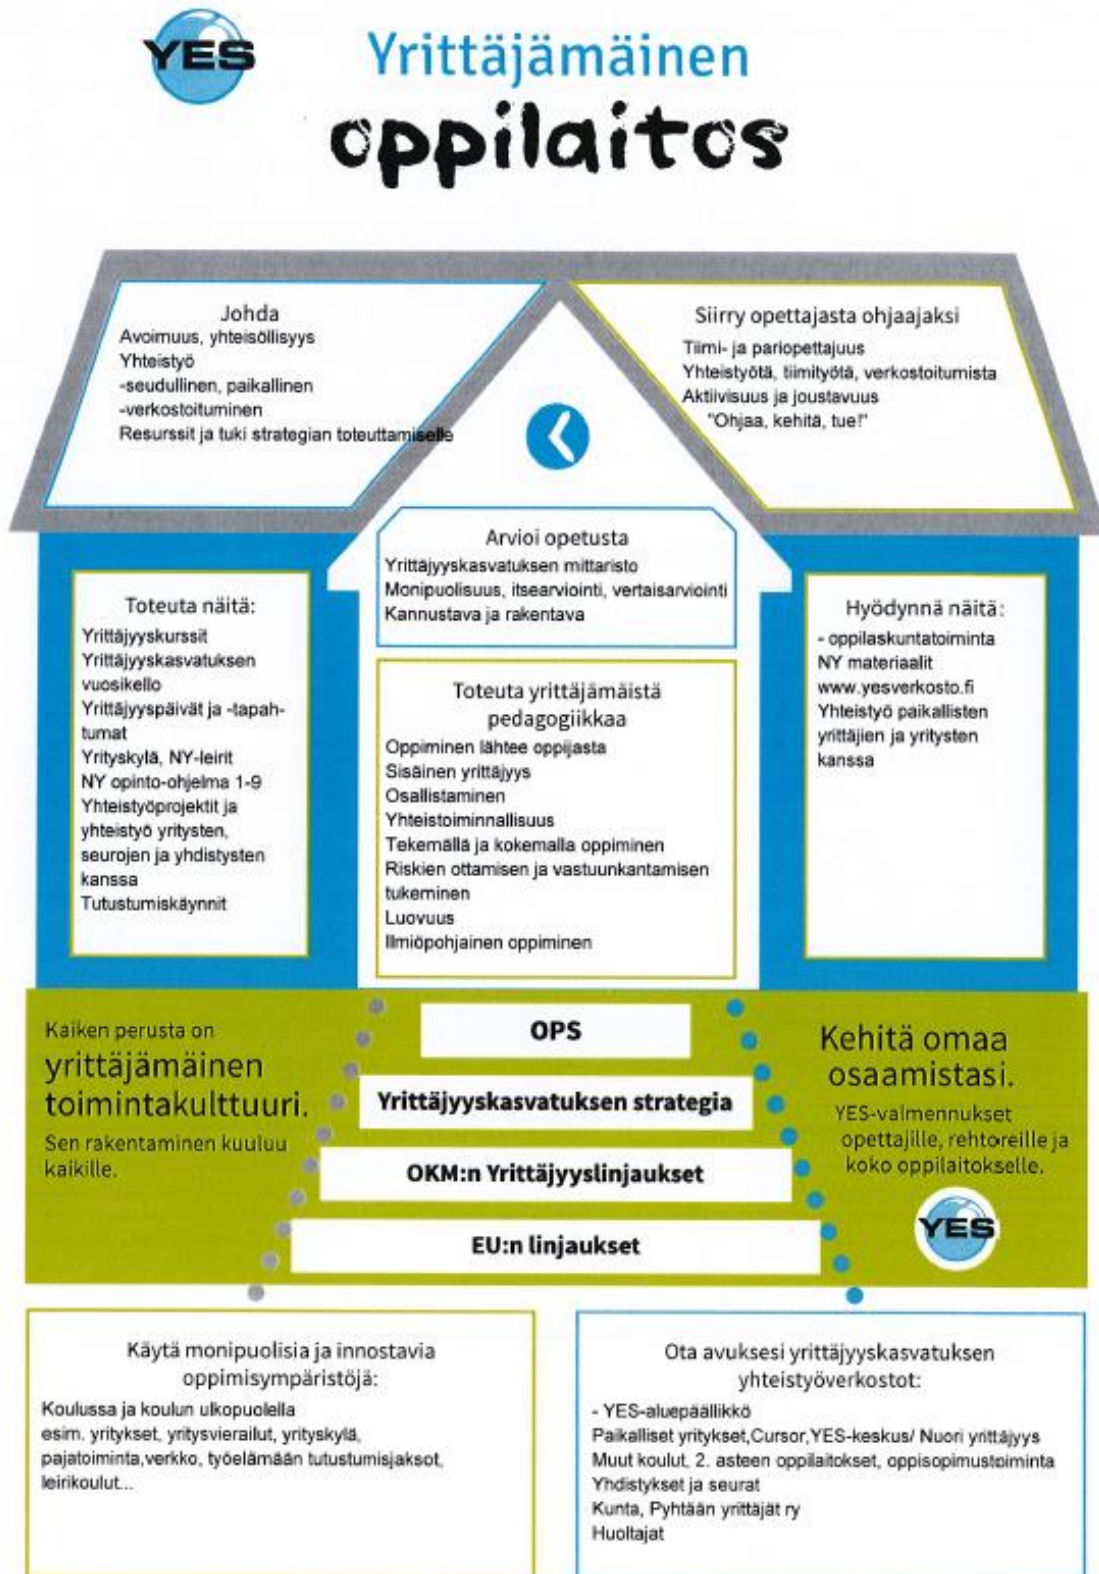 YES
Yrittäjämäinen
oppilaitos
Johda
Avoimuus, yhteisöllisyys
Yhteistyö
-seudullinen, paikallinen
-verkostoituminen
Resurssit ja tuki strategian toteuttamiselle
Siirry opettajasta ohjaajaksi
Tiimi- ja pariopettajuus
Yhteistyötä, tiimityötä, verkostoitumista
Aktiivisuus ja joustavuus
"Ohjaa, kehitä, tue!"
Arvioi opetusta
Yrittäjyyskasvatuksen mittaristo
Monipuolisuus, itsearviointi, vertaisarviointi
Kannustava ja rakentava
Toteuta näitä:
Yrittäjyyskurssit
Yrittäjyyskasvatuksen
vuosikello
Yrittäjyyspäivät ja -tapah-
tumat
Yrityskylä, NY-leirit
NY opinto-ohjelma 1-9
Yhteistyöprojektit ja
yhteistyö yritysten,
seurojen ja yhdistysten
kanssa
Tutustumiskäynnit
Toteuta yrittäjämäistä
pedagogiikkaa
Oppiminen lähtee oppijasta
Sisäinen yrittäjyys
Osallistaminen
Yhteistoiminnallisuus
Tekemällä ja kokemalla oppiminen
Riskien ottamisen ja vastuunkantamisen
tukeminen
Luovuus
Ilmiöpohjainen oppiminen
Hyödynnä näitä:
- oppilaskuntatoiminta
NY materiaalit
www.yesverkosto.fi
Yhteistyö paikallisten
yrittäjien ja yritysten
kanssa
Kaiken perusta on
yrittäjämäinen
toimintakulttuuri.
Sen rakentaminen kuuluu
kaikille.
OPS
Yrittäjyyskasvatuksen strategia
OKM:n Yrittäjyyslinjaukset
EU:n linjaukset
Kehitä omaa
osaamistasi.
YES-valmennukset
opettajille, rehtoreille ja
koko oppilaitokselle.
YES
Käytä monipuolisia ja innostavia
oppimisympäristöjä:
Koulussa ja koulun ulkopuolella
esim. yritykset, yritysvierailut, yrityskylä,
pajatoiminta,verkko, työelämään tutustumisjaksot,
leirikoulut...
Ota avuksesi yrittäjyyskasvatuksen
yhteistyöverkostot:
- YES-aluepäällikkö
Paikalliset yritykset,Cursor,YES-keskus/ Nuori yrittäjyys
Muut koulut, 2. asteen oppilaitokset, oppisopimustoiminta
Yhdistykset ja seurat
Kunta, Pyhtään yrittäjät ry
Huoltajat